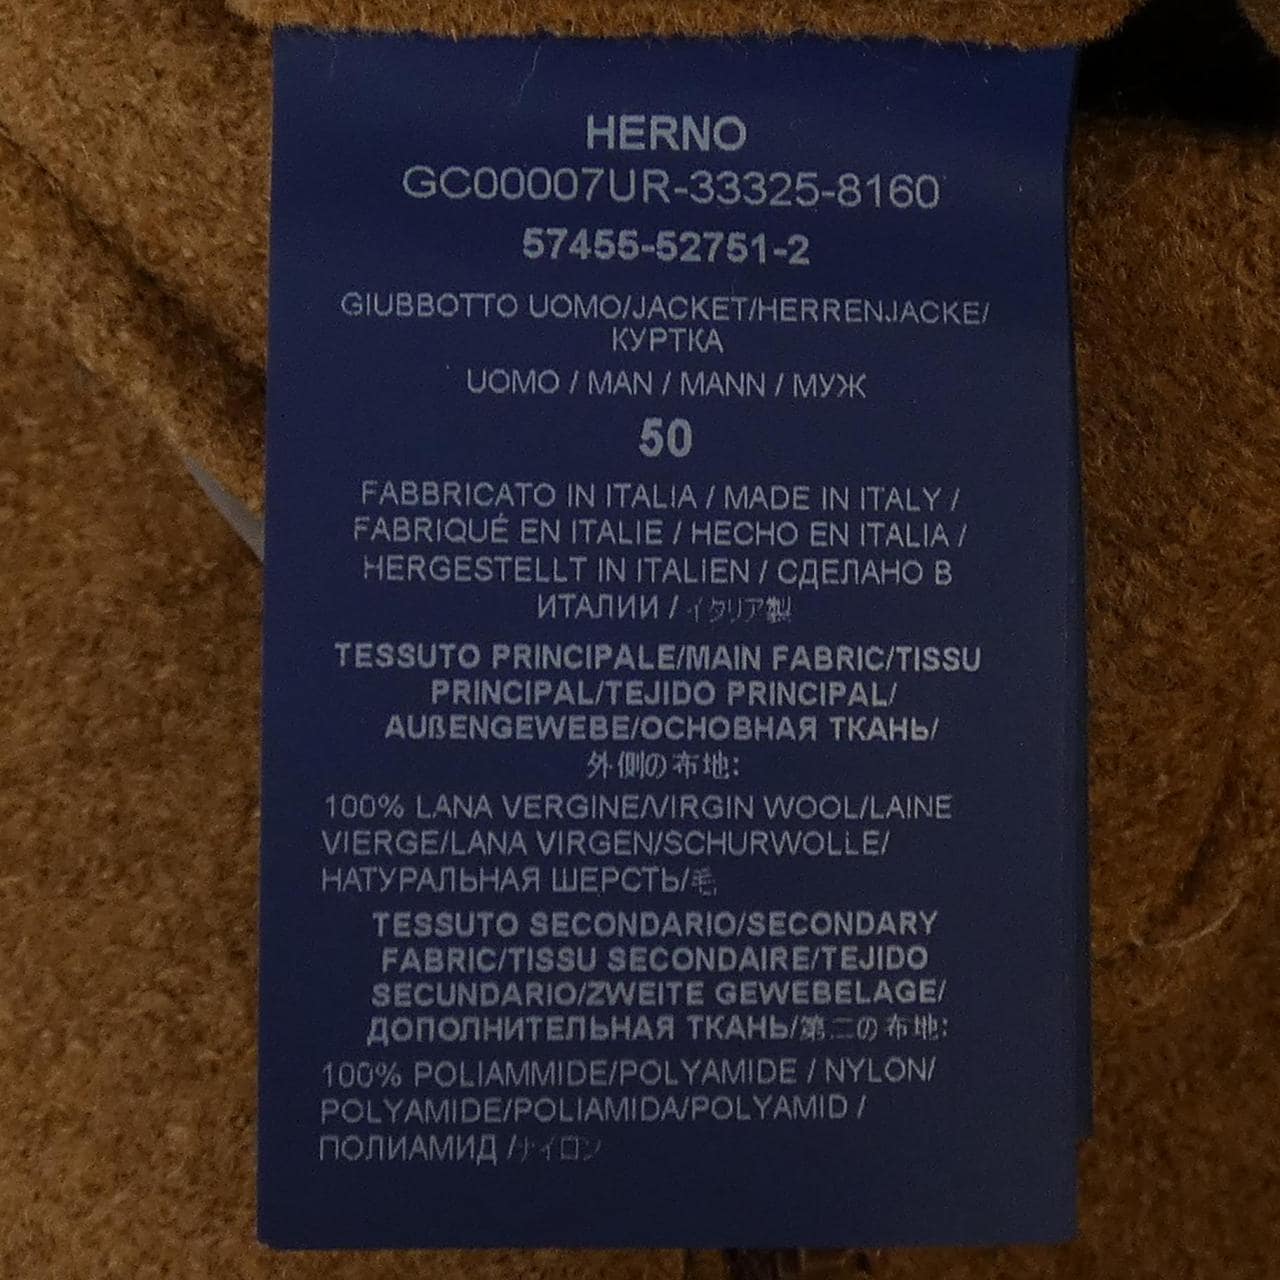 HERNO
GC00007UR-33325-8160
57455-52751-2
GIUBBOTTO UOMO/JACKET/HERRENJACKE/
КУРТКА
UOMO / MAN / MANN / МУЖ
50
FABBRICATO IN ITALIA / MADE IN ITALY /
FABRIQUÉ EN ITALIE / HECHO EN ITALIA /
HERGESTELLT IN ITALIEN / СДЕЛАНО В
ИТАЛИИ / イタリア製
TESSUTO PRINCIPALE/MAIN FABRIC/TISSU
PRINCIPAL/TEJIDO PRINCIPAL/
AUßENGEWEBE/ОСНОВНАЯ ТКАНЬ/
外側の布地:
100% LANA VERGINE/VIRGIN WOOL/LAINE
VIERGE/LANA VIRGEN/SCHURWOLLE/
НАТУРАЛЬНАЯ ШЕРСТЬ/毛
TESSUTO SECONDARIO/SECONDARY
FABRIC/TISSU SECONDAIRE/TEJIDO
SECUNDARIO/ZWEITE GEWEBELAGE/
ДОПОЛНИТЕЛЬНАЯ ТКАНЬ/第二の布地:
100% POLIAMMIDE/POLYAMIDE / NYLON/
POLYAMIDE/POLIAMIDA/POLYAMID /
ПОЛИАМИД /ナイロン